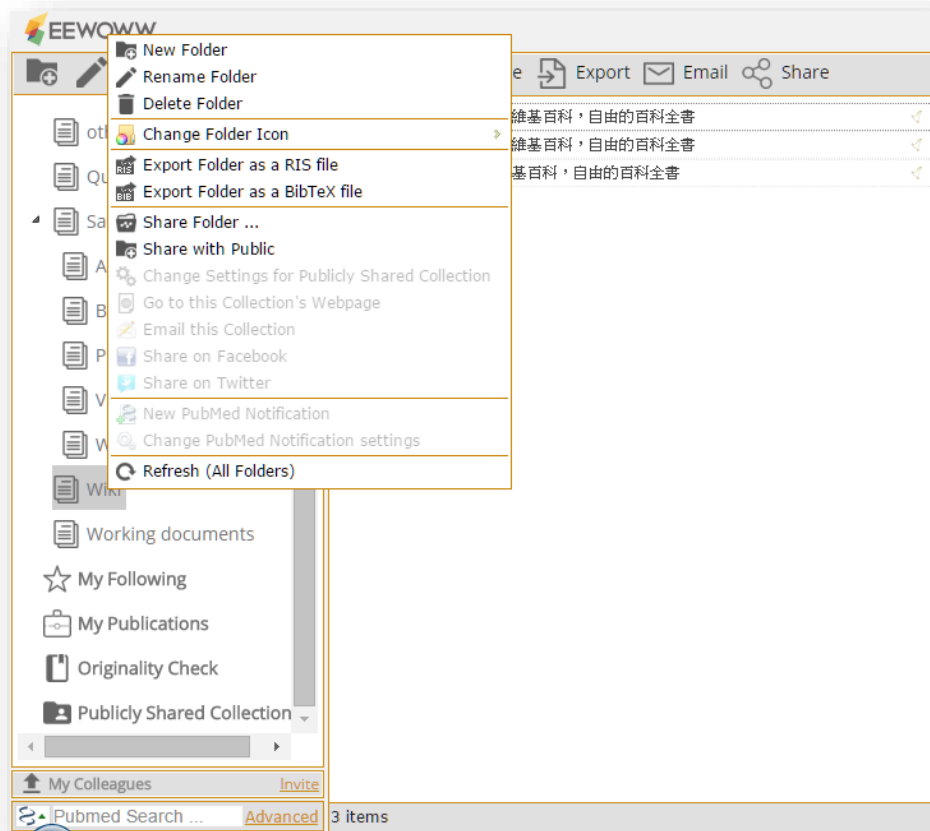 EEWOWW
New Folder
Rename Folder
Delete Folder
Change Folder Icon
RIS Export Folder as a RIS file
BIB Export Folder as a BibTeX file
Share Folder ...
Share with Public
Change Settings for Publicly Shared Collection
Go to this Collection's Webpage
Email this Collection
Share on Facebook
Share on Twitter
New PubMed Notification
Change PubMed Notification settings
Refresh (All Folders)
e Export Email Share
維基百科，自由的百科全書
維基百科，自由的百科全書
基百科，自由的百科全書
Qu
Sa
A
B
P
V
W
Wiki
Working documents
My Following
My Publications
Originality Check
Publicly Shared Collection
My Colleagues Invite
Pubmed Search ... Advanced
3 items